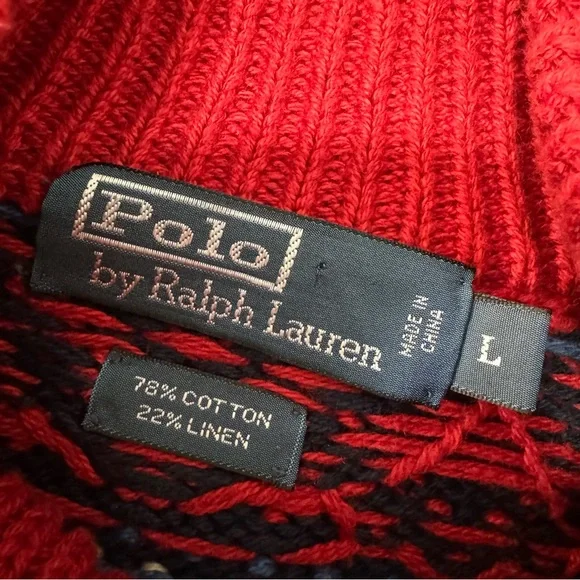 Polo
by Ralph Lauren
MADE IN
CHINA
L
78% COTTON
22% LINEN